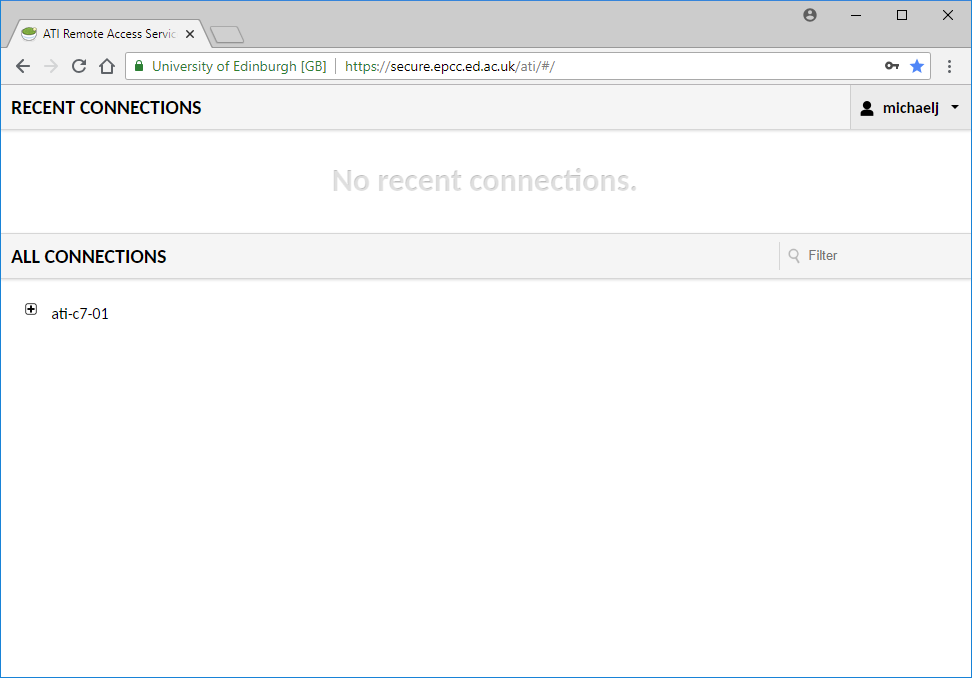 ATI Remote Access Servic
University of Edinburgh [GB] https://secure.epcc.ed.ac.uk/ati/#/
RECENT CONNECTIONS michaelj
No recent connections.
ALL CONNECTIONS Filter
ati-c7-01